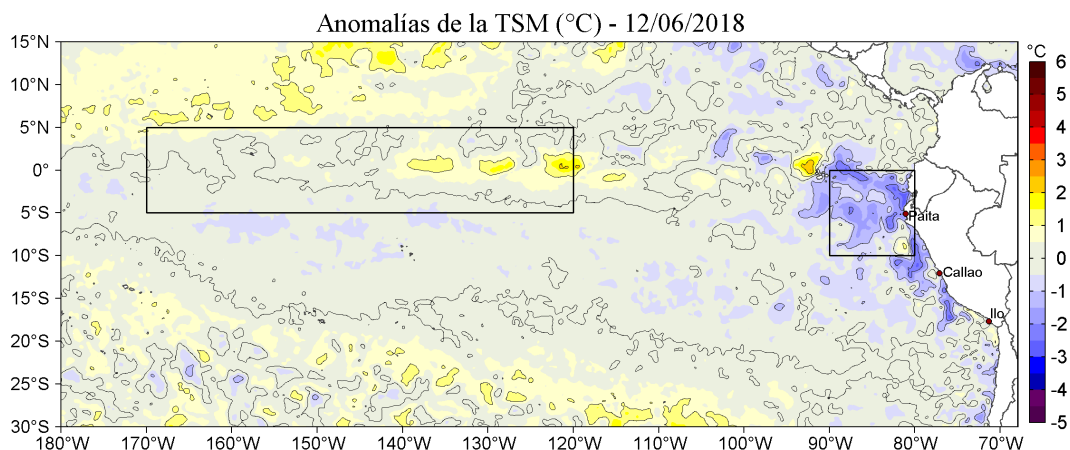 Anomalías de la TSM (°C) - 12/06/2018
15°N
10°N
5°N
0°
5°S
10°S
15°S
20°S
25°S
30°S
180°W
170°W
160°W
150°W
140°W
130°W
120°W
110°W
100°W
90°W
80°W
70°W
Paita
Callao
Ilo
°C
6
5
4
3
2
1
0
-1
-2
-3
-4
-5